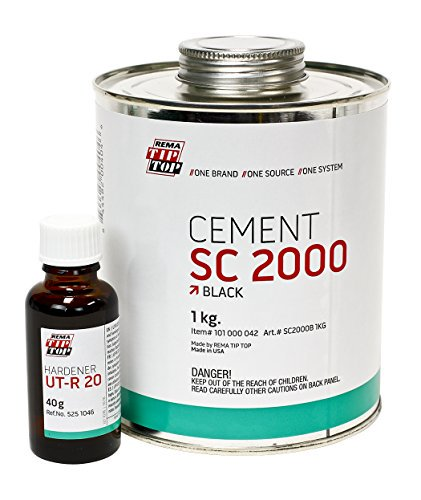 REMA
TIP
TOP
//ONE BRAND //ONE SOURCE //ONE SYSTEM
CEMENT
SC 2000
BLACK
1 kg.
Item# 101 000 042 Art.# SC2000B 1KG
Made by REMA TIP TOP
Made in USA
DANGER!
KEEP OUT OF THE REACH OF CHILDREN.
READ CAREFULLY OTHER CAUTIONS ON BACK PANEL.
REMA
TIP
TOP
HARDENER
UT-R 20
40 g
Ref.No. 525 1046